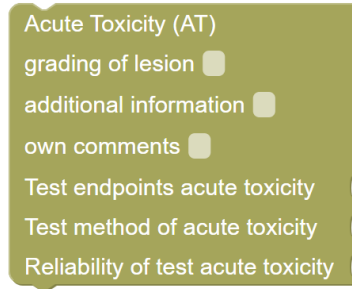 Acute Toxicity (AT)
grading of lesion
additional information
own comments
Test endpoints acute toxicity
Test method of acute toxicity
Reliability of test acute toxicity